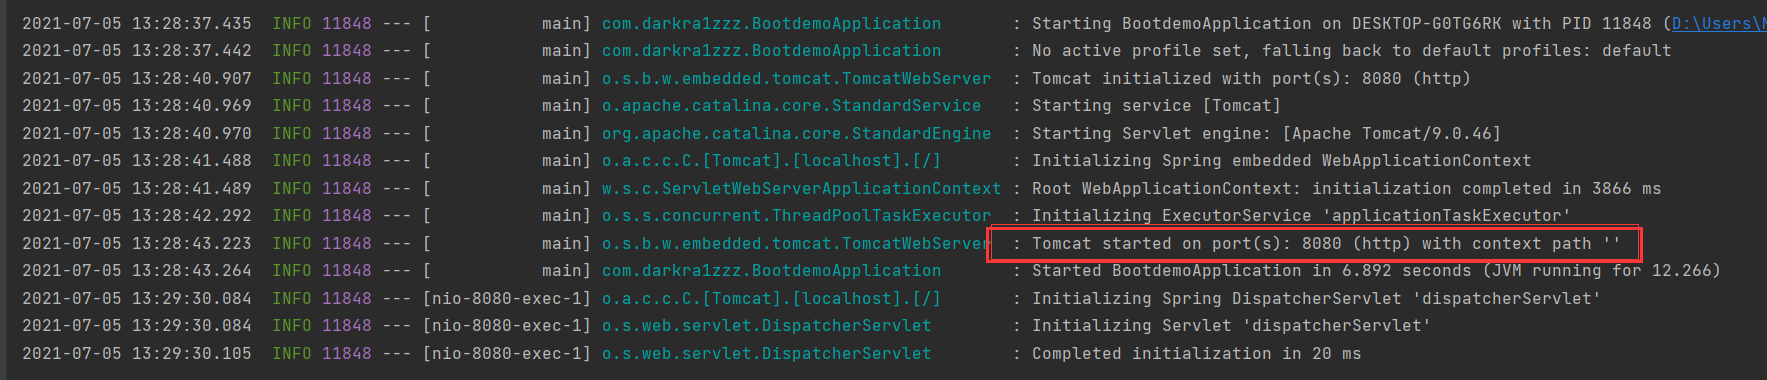 2021-07-05 13:28:37.435  INFO 11848 --- [           main] com.darkra1zzz.BootdemoApplication       : Starting BootdemoApplication on DESKTOP-G0TG6RK with PID 11848 (D:\Users\
2021-07-05 13:28:37.442  INFO 11848 --- [           main] com.darkra1zzz.BootdemoApplication       : No active profile set, falling back to default profiles: default
2021-07-05 13:28:40.907  INFO 11848 --- [           main] o.s.b.w.embedded.tomcat.TomcatWebServer  : Tomcat initialized with port(s): 8080 (http)
2021-07-05 13:28:40.969  INFO 11848 --- [           main] o.apache.catalina.core.StandardService   : Starting service [Tomcat]
2021-07-05 13:28:40.970  INFO 11848 --- [           main] org.apache.catalina.core.StandardEngine  : Starting Servlet engine: [Apache Tomcat/9.0.46]
2021-07-05 13:28:41.488  INFO 11848 --- [           main] o.a.c.c.C.[Tomcat].[localhost].[/]       : Initializing Spring embedded WebApplicationContext
2021-07-05 13:28:41.489  INFO 11848 --- [           main] w.s.c.ServletWebServerApplicationContext : Root WebApplicationContext: initialization completed in 3866 ms
2021-07-05 13:28:42.292  INFO 11848 --- [           main] o.s.s.concurrent.ThreadPoolTaskExecutor  : Initializing ExecutorService 'applicationTaskExecutor'
2021-07-05 13:28:43.223  INFO 11848 --- [           main] o.s.b.w.embedded.tomcat.TomcatWebServer  : Tomcat started on port(s): 8080 (http) with context path ''
2021-07-05 13:28:43.264  INFO 11848 --- [           main] com.darkra1zzz.BootdemoApplication       : Started BootdemoApplication in 6.892 seconds (JVM running for 12.266)
2021-07-05 13:29:30.084  INFO 11848 --- [nio-8080-exec-1] o.a.c.c.C.[Tomcat].[localhost].[/]       : Initializing Spring DispatcherServlet 'dispatcherServlet'
2021-07-05 13:29:30.084  INFO 11848 --- [nio-8080-exec-1] o.s.web.servlet.DispatcherServlet        : Initializing Servlet 'dispatcherServlet'
2021-07-05 13:29:30.105  INFO 11848 --- [nio-8080-exec-1] o.s.web.servlet.DispatcherServlet        : Completed initialization in 20 ms